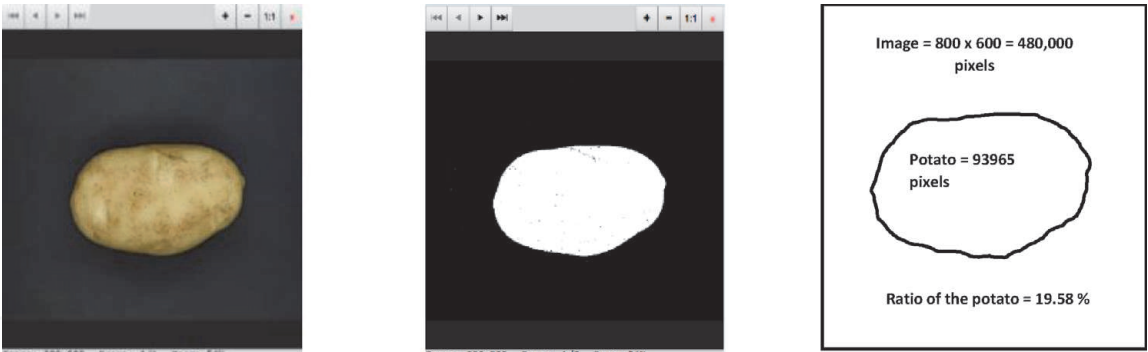 1:1
1:1
Image = 800 x 600 = 480,000
pixels
Potato = 93965
pixels
Ratio of the potato = 19.58 %